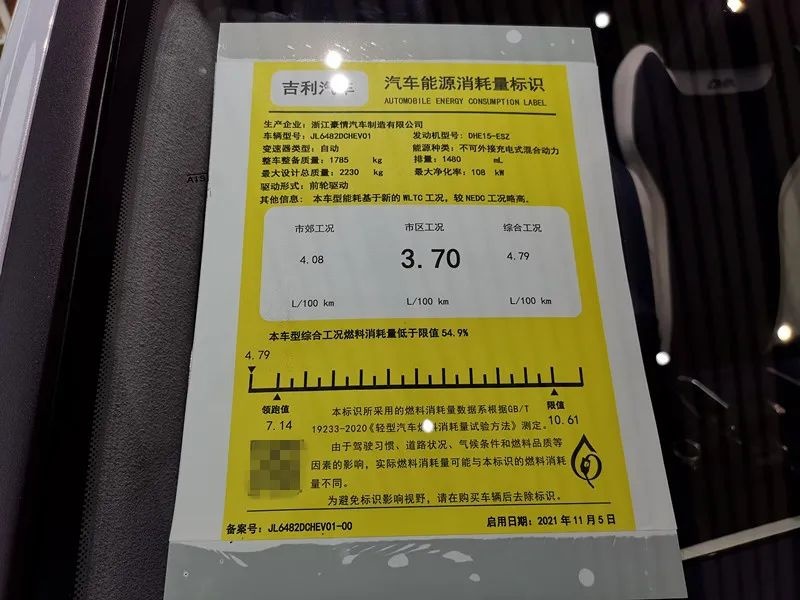 吉利汽车
汽车能源消耗量标识
AUTOMOBILE ENERGY CONSUMPTION LABEL
生产企业：浙江豪情汽车制造有限公司
车辆型号：JL6482DCHEV01 发动机型号：DHE15-ESZ
变速器类型：自动 能源种类：不可外接充电式混合动力
整车整备质量：1785 kg 排量：1480 mL
最大设计总质量：2230 kg 最大净化率：108 kW
驱动形式：前轮驱动
其他信息：本车型能耗基于新的WLTC工况，较NEDC工况略高。
市郊工况 市区工况 综合工况
4.08 3.70 4.79
L/100 km L/100 km L/100 km
本车型综合工况燃料消耗量低于限值54.9%
4.79
领跑值 限值
7.14 10.61
本标识所采用的燃料消耗量数据系根据GB/T
19233-2020《轻型汽车燃料消耗量试验方法》测定。
由于驾驶习惯、道路状况、气候条件和燃料品质等
因素的影响，实际燃料消耗量可能与本标识的燃料消耗
量不同。
为避免标识影响视野，请在购买车辆后去除标识。
备案号：JL6482DCHEV01-00 启用日期：2021年11月5日